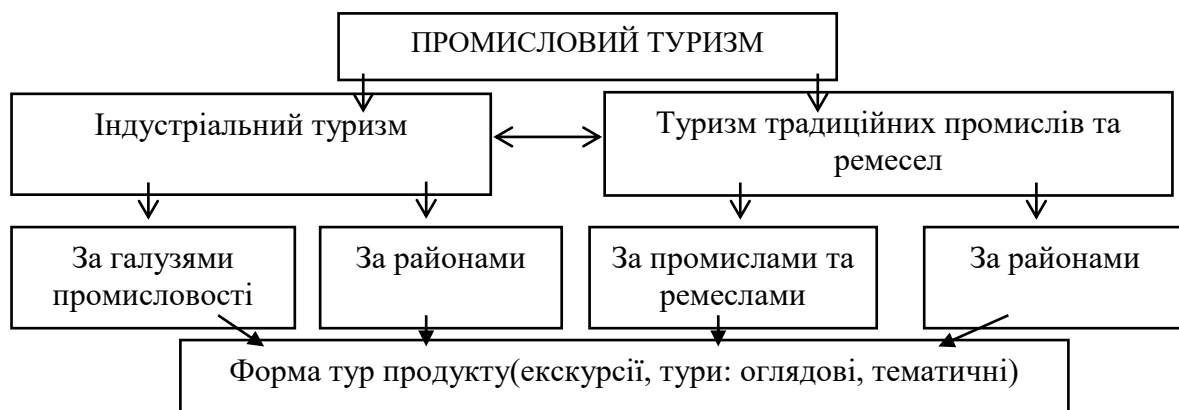 ПРОМИСЛОВИЙ ТУРИЗМ
Індустріальний туризм
Туризм традиційних промислів та
ремесел
За галузями
промисловості
За районами
За промислами та
ремеслами
За районами
Форма тур продукту(екскурсії, тури: оглядові, тематичні)